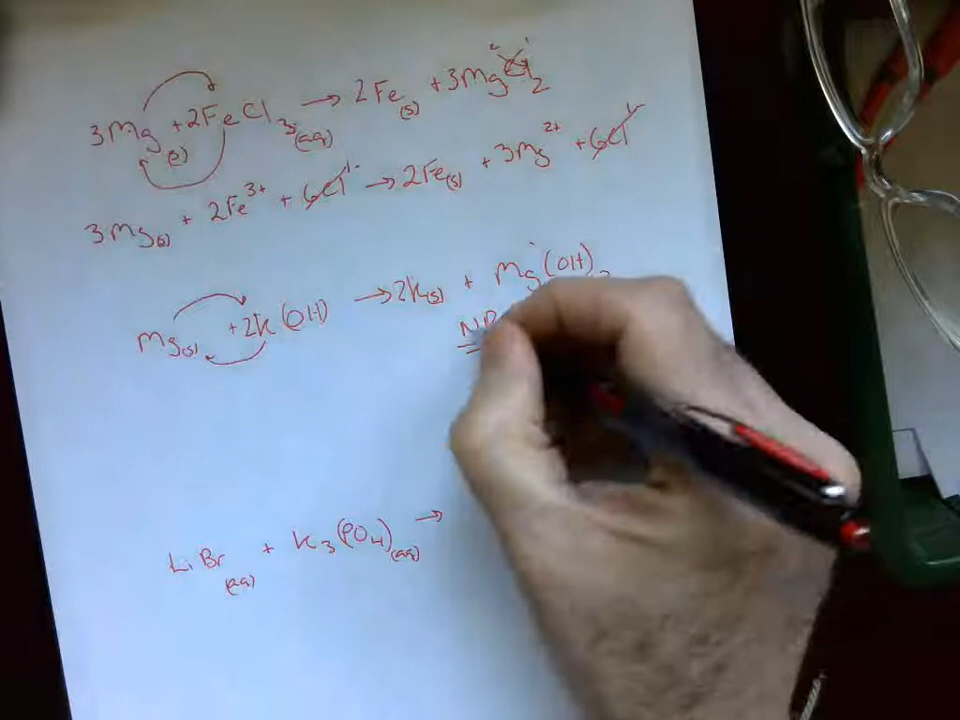 3Mg(s) + 2FeCl3(aq) → 2Fe(s) + 3MgCl2
3Mg(s) + 2Fe3+ + 6Cl1- → 2Fe(s) + 3Mg2+ + 6Cl1-
Mg(s) + 2K(OH) → 2K(s) + Mg(OH)2
LiBr(aq) + K3(PO4)(aq) →